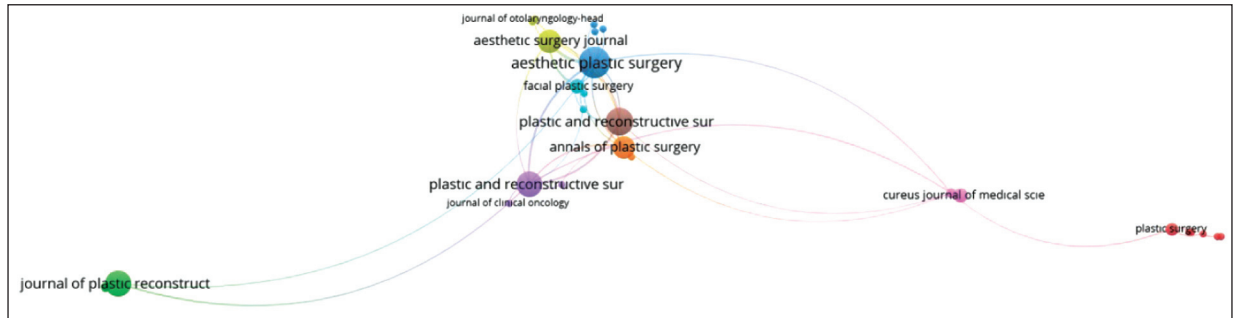 journal of otolaryngology-head
aesthetic surgery journal
aesthetic plastic surgery
facial plastic surgery
plastic and reconstructive sur
annals of plastic surgery
plastic and reconstructive sur
journal of clinical oncology
cureus journal of medical scie
plastic surgery
journal of plastic reconstruct